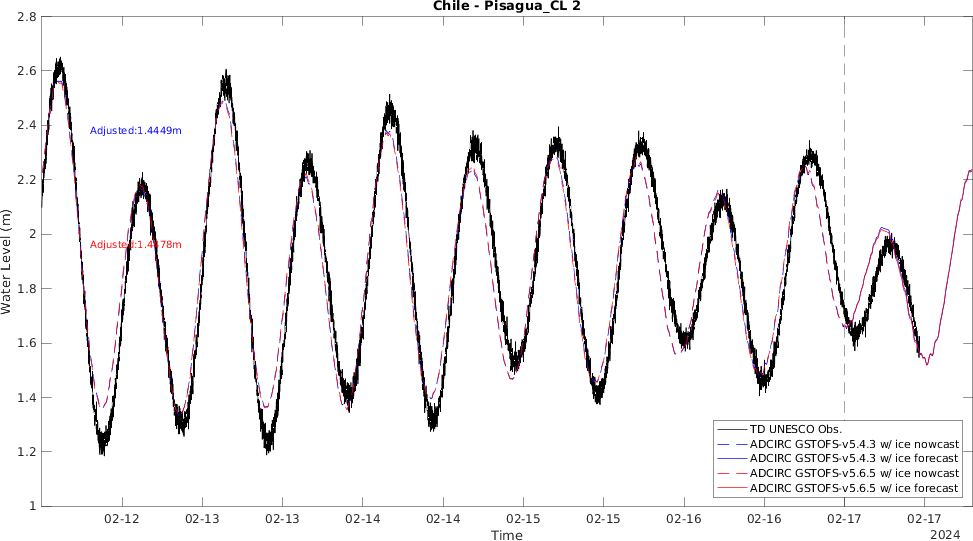 Chile - Pisagua_CL 2
2.8
2.6
2.4
2.2
2
1.8
1.6
1.4
1.2
1
Water Level (m)
Adjusted:1.4449m
Adjusted:1.4478m
TD UNESCO Obs.
ADCIRC GSTOFS-v5.4.3 w/ ice nowcast
ADCIRC GSTOFS-v5.4.3 w/ ice forecast
ADCIRC GSTOFS-v5.6.5 w/ ice nowcast
ADCIRC GSTOFS-v5.6.5 w/ ice forecast
02-12 02-13 02-13 02-14 02-14 02-15 02-15 02-16 02-16 02-17 02-17
Time
2024